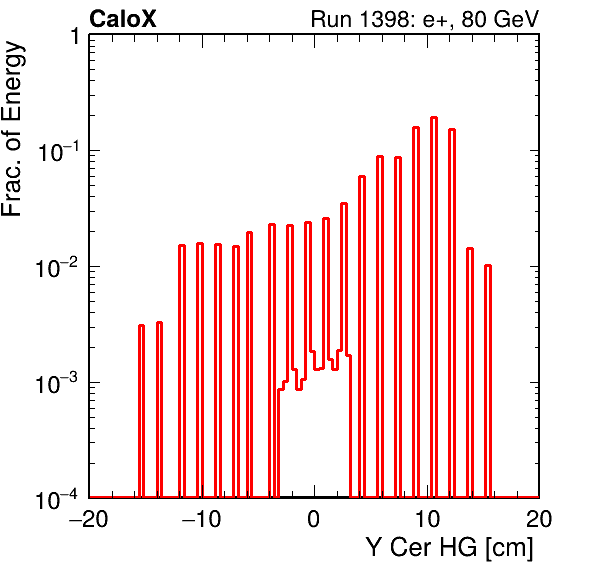 CaloX Run 1398: e+, 80 GeV
Frac. of Energy
1
10⁻¹
10⁻²
10⁻³
10⁻⁴
−20 −10 0 10 20
Y Cer HG [cm]